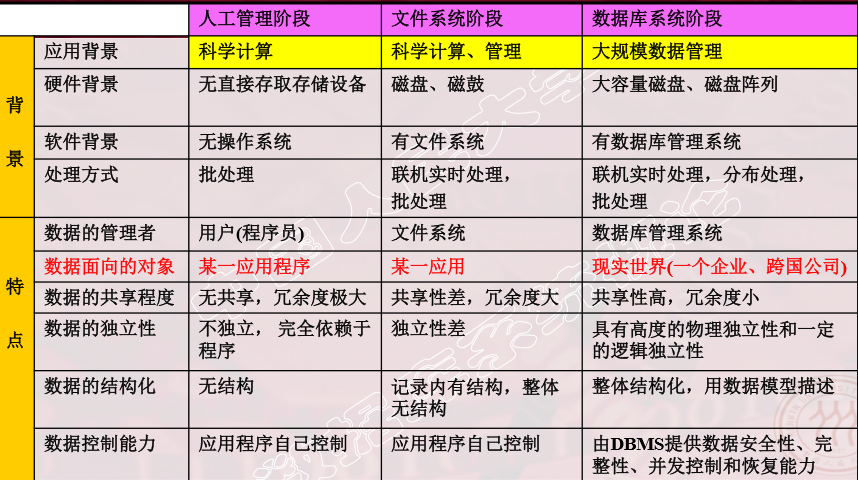 人工管理阶段 文件系统阶段 数据库系统阶段
背景
应用背景 科学计算 科学计算、管理 大规模数据管理
硬件背景 无直接存取存储设备 磁盘、磁鼓 大容量磁盘、磁盘阵列
软件背景 无操作系统 有文件系统 有数据库管理系统
处理方式 批处理 联机实时处理， 联机实时处理，分布处理，
批处理 批处理
特点
数据的管理者 用户(程序员) 文件系统 数据库管理系统
数据面向的对象 某一应用程序 某一应用 现实世界(一个企业、跨国公司)
数据的共享程度 无共享，冗余度极大 共享性差，冗余度大 共享性高，冗余度小
数据的独立性 不独立， 完全依赖于 独立性差 具有高度的物理独立性和一定
程序 的逻辑独立性
数据的结构化 无结构 记录内有结构，整体 整体结构化，用数据模型描述
无结构
数据控制能力 应用程序自己控制 应用程序自己控制 由DBMS提供数据安全性、完
整性、并发控制和恢复能力